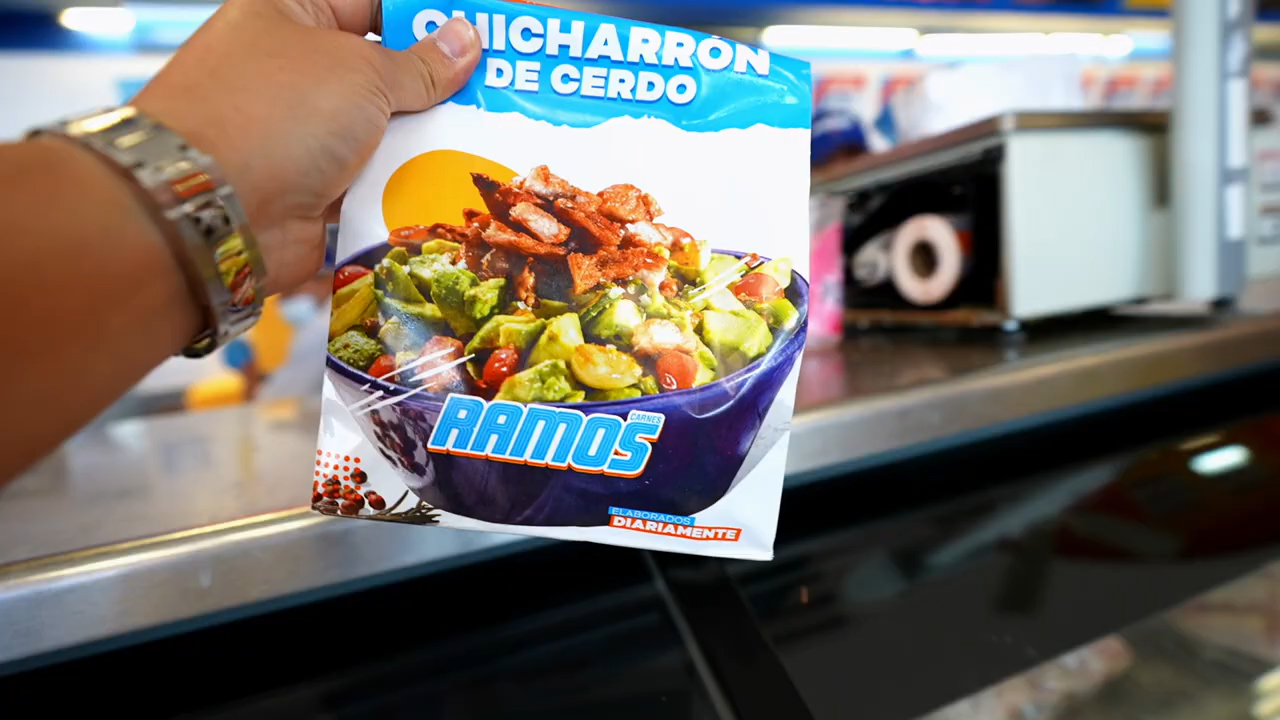 CHICHARRÓN
DE CERDO
CARNES
RAMOS
ELABORADOS
DIARIAMENTE